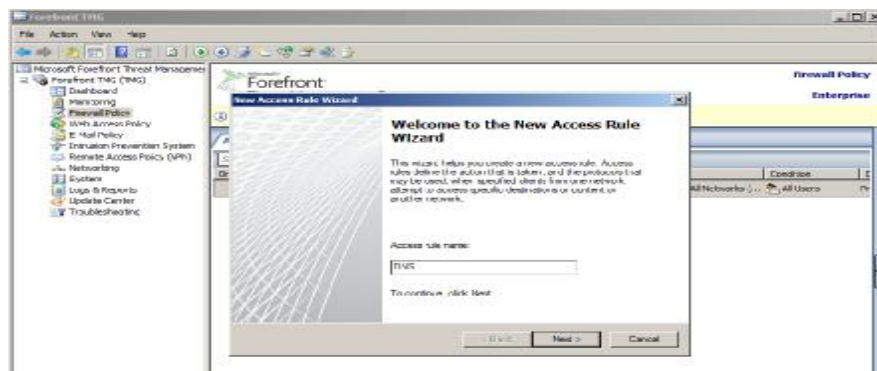 Forefront TMG
File Action View Help
Microsoft Forefront Threat Manageme
Forefront TMG (TMG)
Dashboard
Monitoring
Firewall Policy
Web Access Policy
E-Mail Policy
Intrusion Prevention System
Remote Access Policy (VPN)
Networking
System
Logs & Reports
Update Center
Troubleshooting
Forefront
Firewall Policy
Enterprise
New Access Rule Wizard
Welcome to the New Access Rule
Wizard
This wizard helps you create a new access rule. Access
rules define the action that is taken, and the protocols that
may be used, when specified clients from one network
attempt to access specific destinations or content on
another network.
Access rule name:
DNS
To continue, click Next
< Back
Next >
Cancel
Condition
All Networks (...
All Users